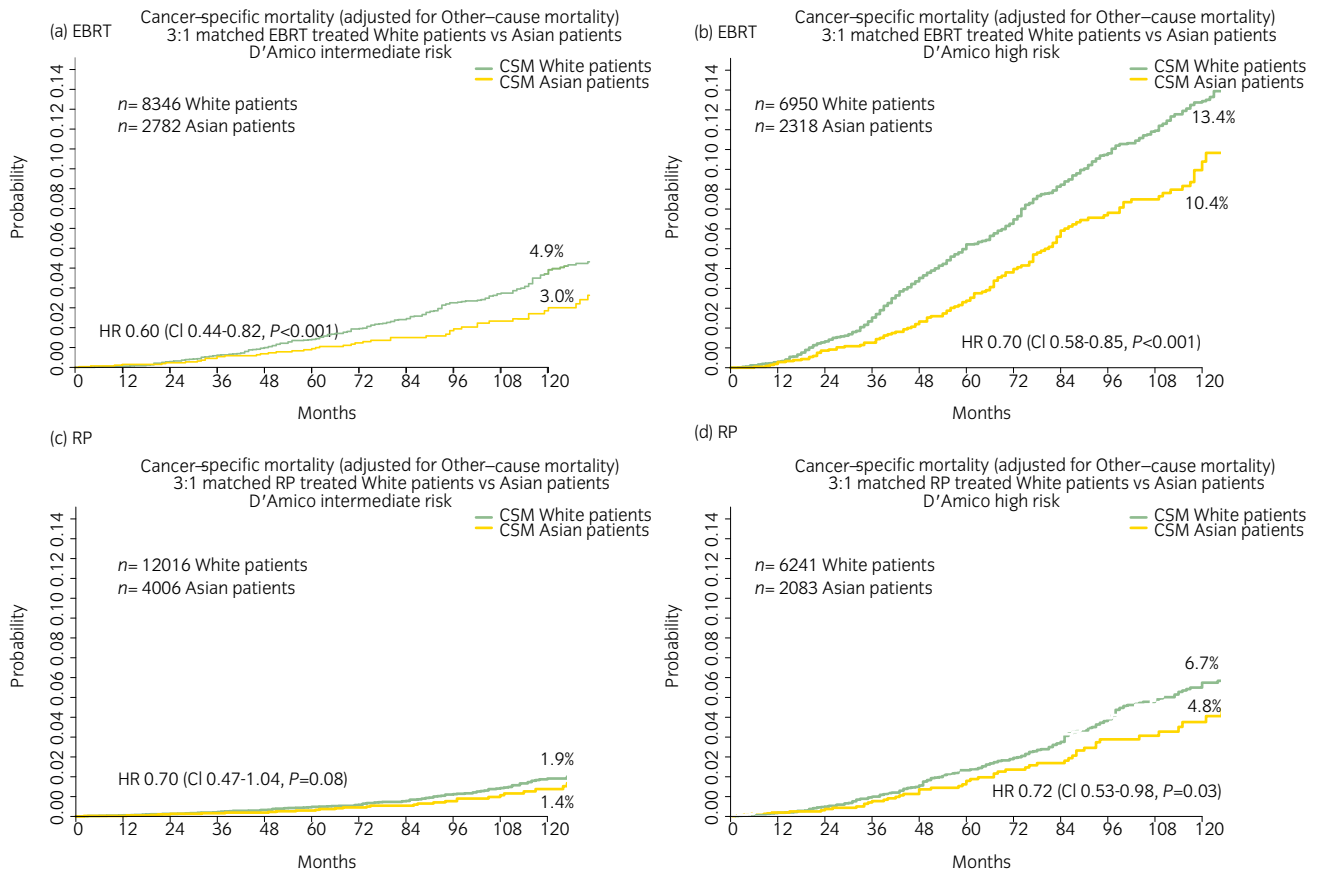 (a) EBRT
Cancer–specific mortality (adjusted for Other–cause mortality)
3:1 matched EBRT treated White patients vs Asian patients
D′Amico intermediate risk
CSM White patients
CSM Asian patients
n= 8346 White patients
n= 2782 Asian patients
Probability
0.00 0.02 0.04 0.06 0.08 0.10 0.12 0.14
4.9%
3.0%
HR 0.60 (CI 0.44-0.82, P<0.001)
0 12 24 36 48 60 72 84 96 108 120
Months
(b) EBRT
Cancer–specific mortality (adjusted for Other–cause mortality)
3:1 matched EBRT treated White patients vs Asian patients
D′Amico high risk
CSM White patients
CSM Asian patients
n= 6950 White patients
n= 2318 Asian patients
Probability
0.00 0.02 0.04 0.06 0.08 0.10 0.12 0.14
13.4%
10.4%
HR 0.70 (CI 0.58-0.85, P<0.001)
0 12 24 36 48 60 72 84 96 108 120
Months
(c) RP
Cancer–specific mortality (adjusted for Other–cause mortality)
3:1 matched RP treated White patients vs Asian patients
D′Amico intermediate risk
CSM White patients
CSM Asian patients
n= 12016 White patients
n= 4006 Asian patients
Probability
0.00 0.02 0.04 0.06 0.08 0.10 0.12 0.14
1.9%
HR 0.70 (CI 0.47-1.04, P=0.08)
1.4%
0 12 24 36 48 60 72 84 96 108 120
Months
(d) RP
Cancer–specific mortality (adjusted for Other–cause mortality)
3:1 matched RP treated White patients vs Asian patients
D′Amico high risk
CSM White patients
CSM Asian patients
n= 6241 White patients
n= 2083 Asian patients
Probability
0.00 0.02 0.04 0.06 0.08 0.10 0.12 0.14
6.7%
4.8%
HR 0.72 (CI 0.53-0.98, P=0.03)
0 12 24 36 48 60 72 84 96 108 120
Months